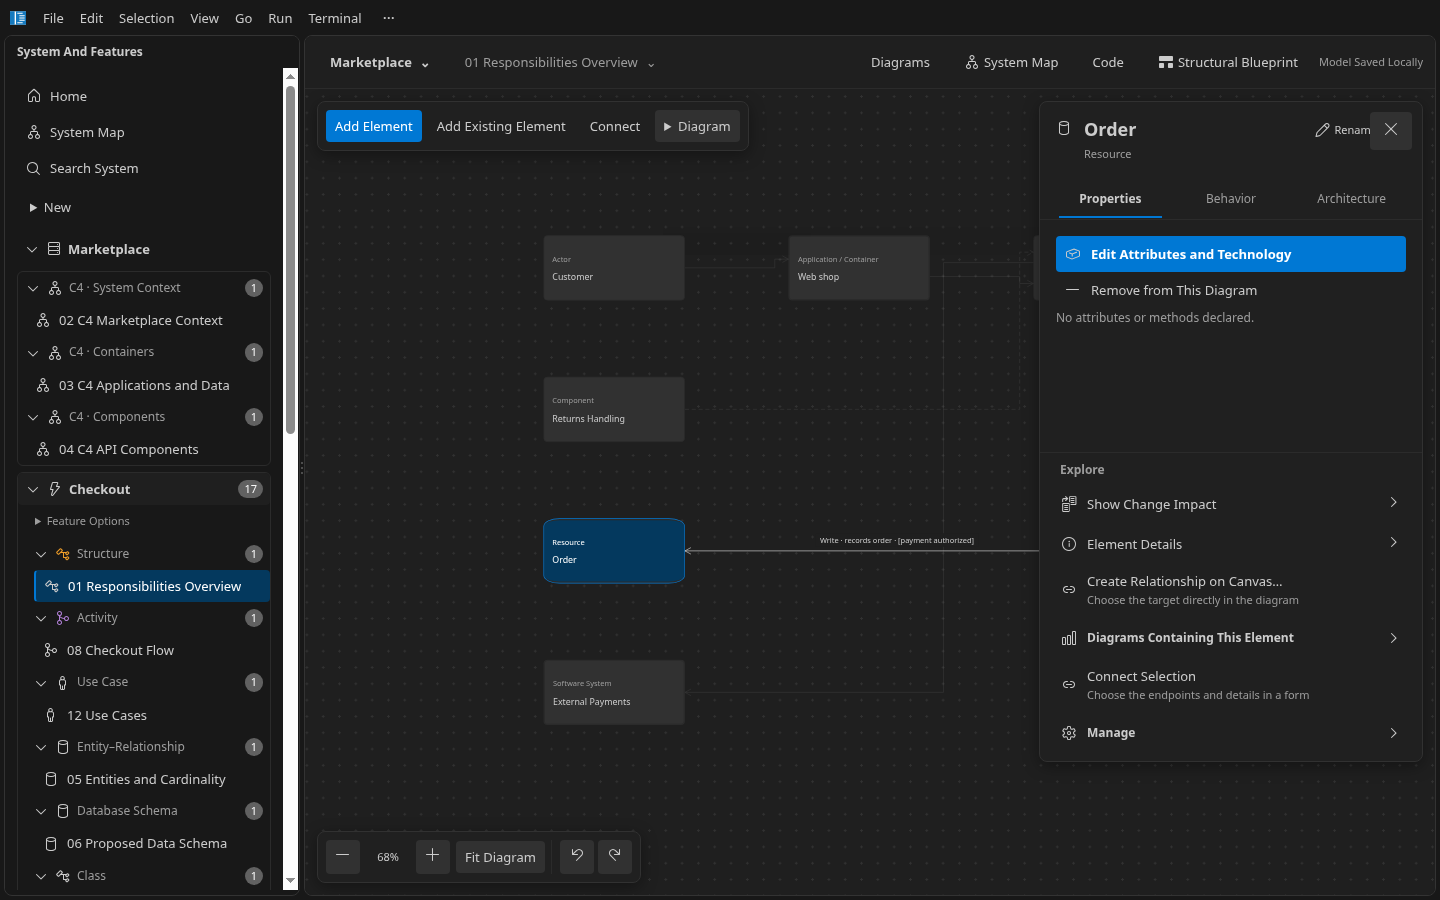 File Edit Selection View Go Run Terminal ···
System And Features
Home
System Map
Search System
New
Marketplace
C4 · System Context 1
02 C4 Marketplace Context
C4 · Containers 1
03 C4 Applications and Data
C4 · Components 1
04 C4 API Components
Checkout 17
Feature Options
Structure 1
01 Responsibilities Overview
Activity 1
08 Checkout Flow
Use Case 1
12 Use Cases
Entity–Relationship 1
05 Entities and Cardinality
Database Schema 1
06 Proposed Data Schema
Class 1
Marketplace 01 Responsibilities Overview Diagrams System Map Code Structural Blueprint Model Saved Locally
Add Element Add Existing Element Connect Diagram
Actor
Customer
Application / Container
Web shop
Component
Returns Handling
Resource
Order
Write · records order · [payment authorized]
Software System
External Payments
68% Fit Diagram
Order Renam
Resource
Properties Behavior Architecture
Edit Attributes and Technology
Remove from This Diagram
No attributes or methods declared.
Explore
Show Change Impact
Element Details
Create Relationship on Canvas...
Choose the target directly in the diagram
Diagrams Containing This Element
Connect Selection
Choose the endpoints and details in a form
Manage